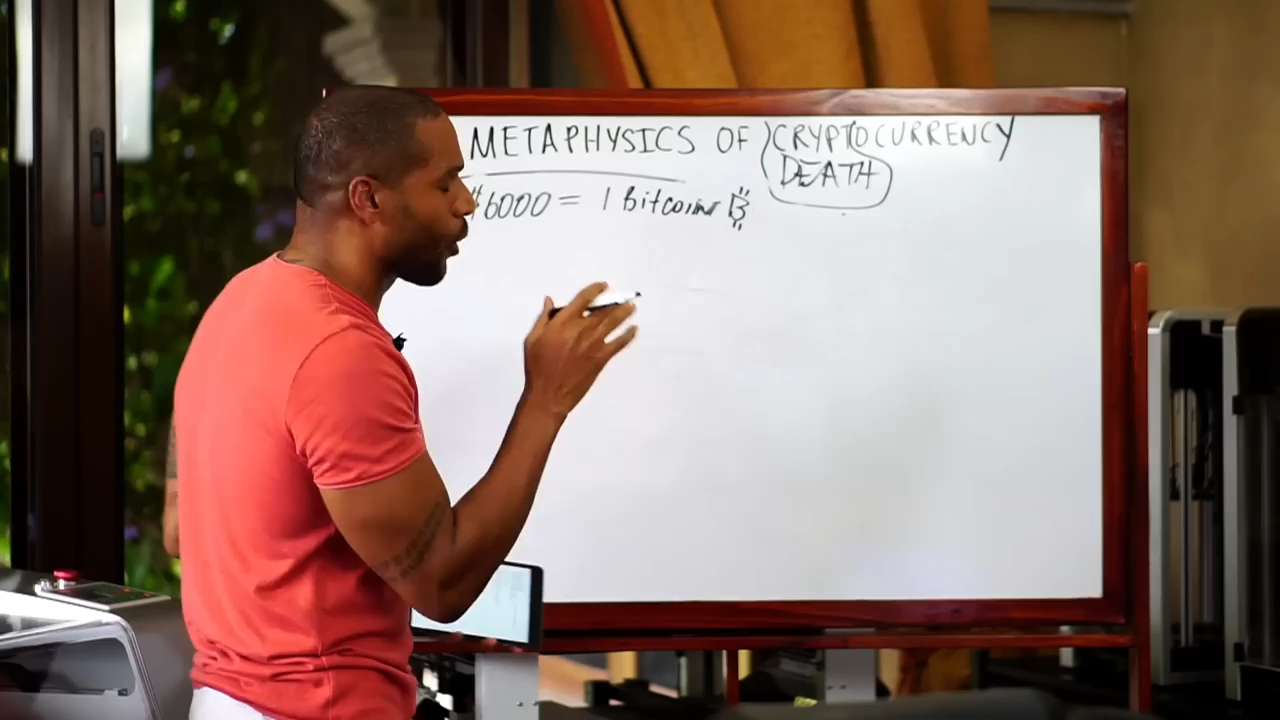 METAPHYSICS OF CRYPTOCURRENCY
DEATH
$6000 = 1 Bitcoin ₿